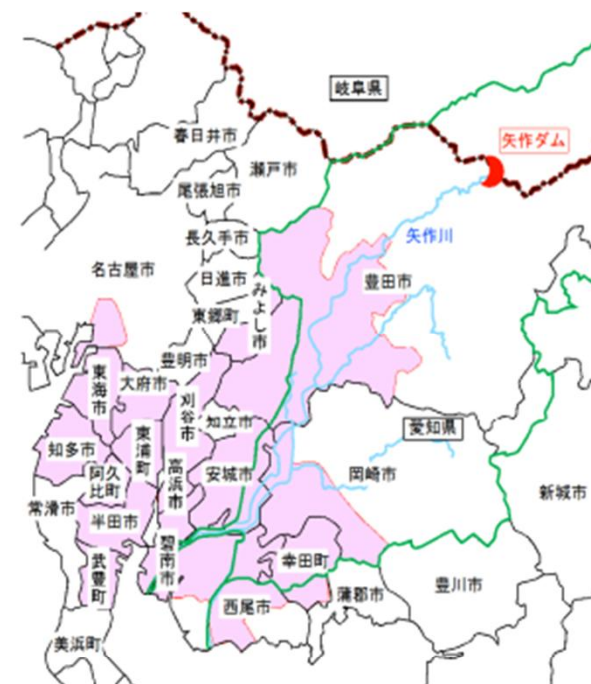 岐阜県
春日井市
矢作ダム
瀬戸市
尾張旭市
長久手市
矢作川
名古屋市
日進市
豊田市
みよし市
東郷町
豊明市
東海市
大府市
刈谷市
知立市
愛知県
知多市
東浦町
高浜市
安城市
岡崎市
阿久比町
新城市
常滑市
半田市
碧南市
幸田町
武豊町
豊川市
蒲郡市
西尾市
美浜町